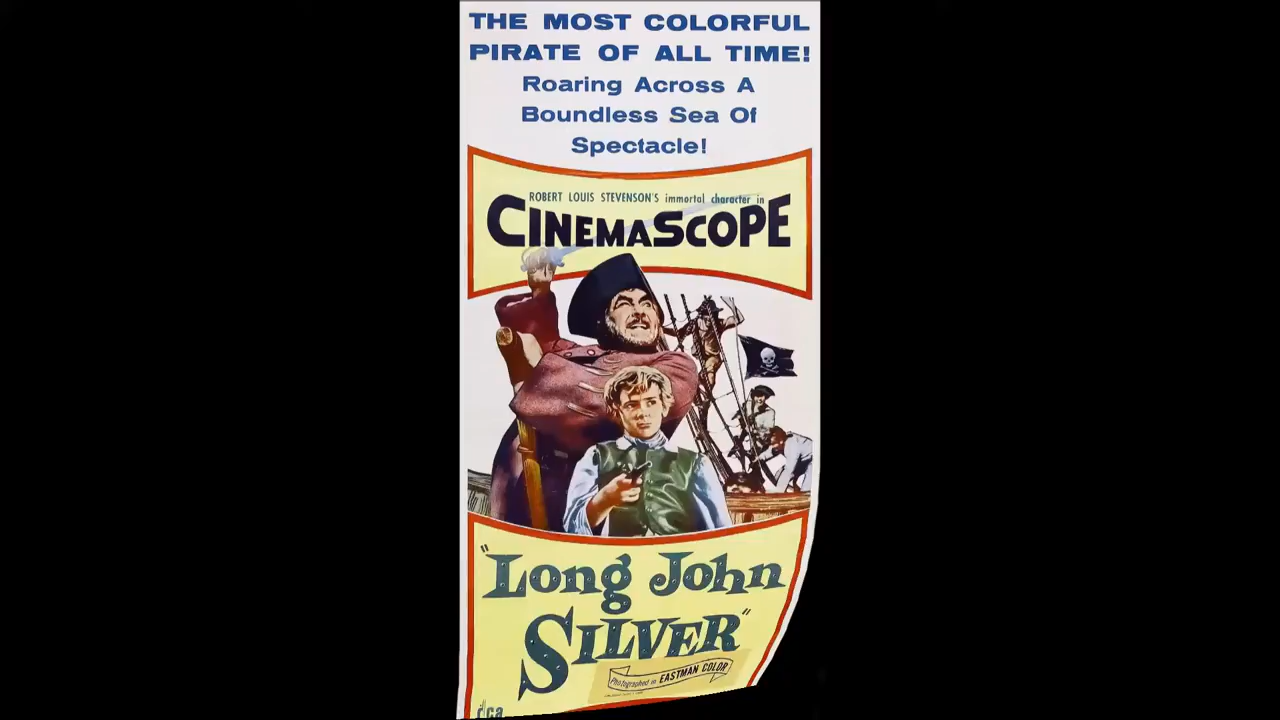 THE MOST COLORFUL
PIRATE OF ALL TIME!
Roaring Across A
Boundless Sea Of
Spectacle!
ROBERT LOUIS STEVENSON'S immortal character in
CINEMASCOPE
"LONG JOHN
SILVER"
Photographed in EASTMAN COLOR
dca